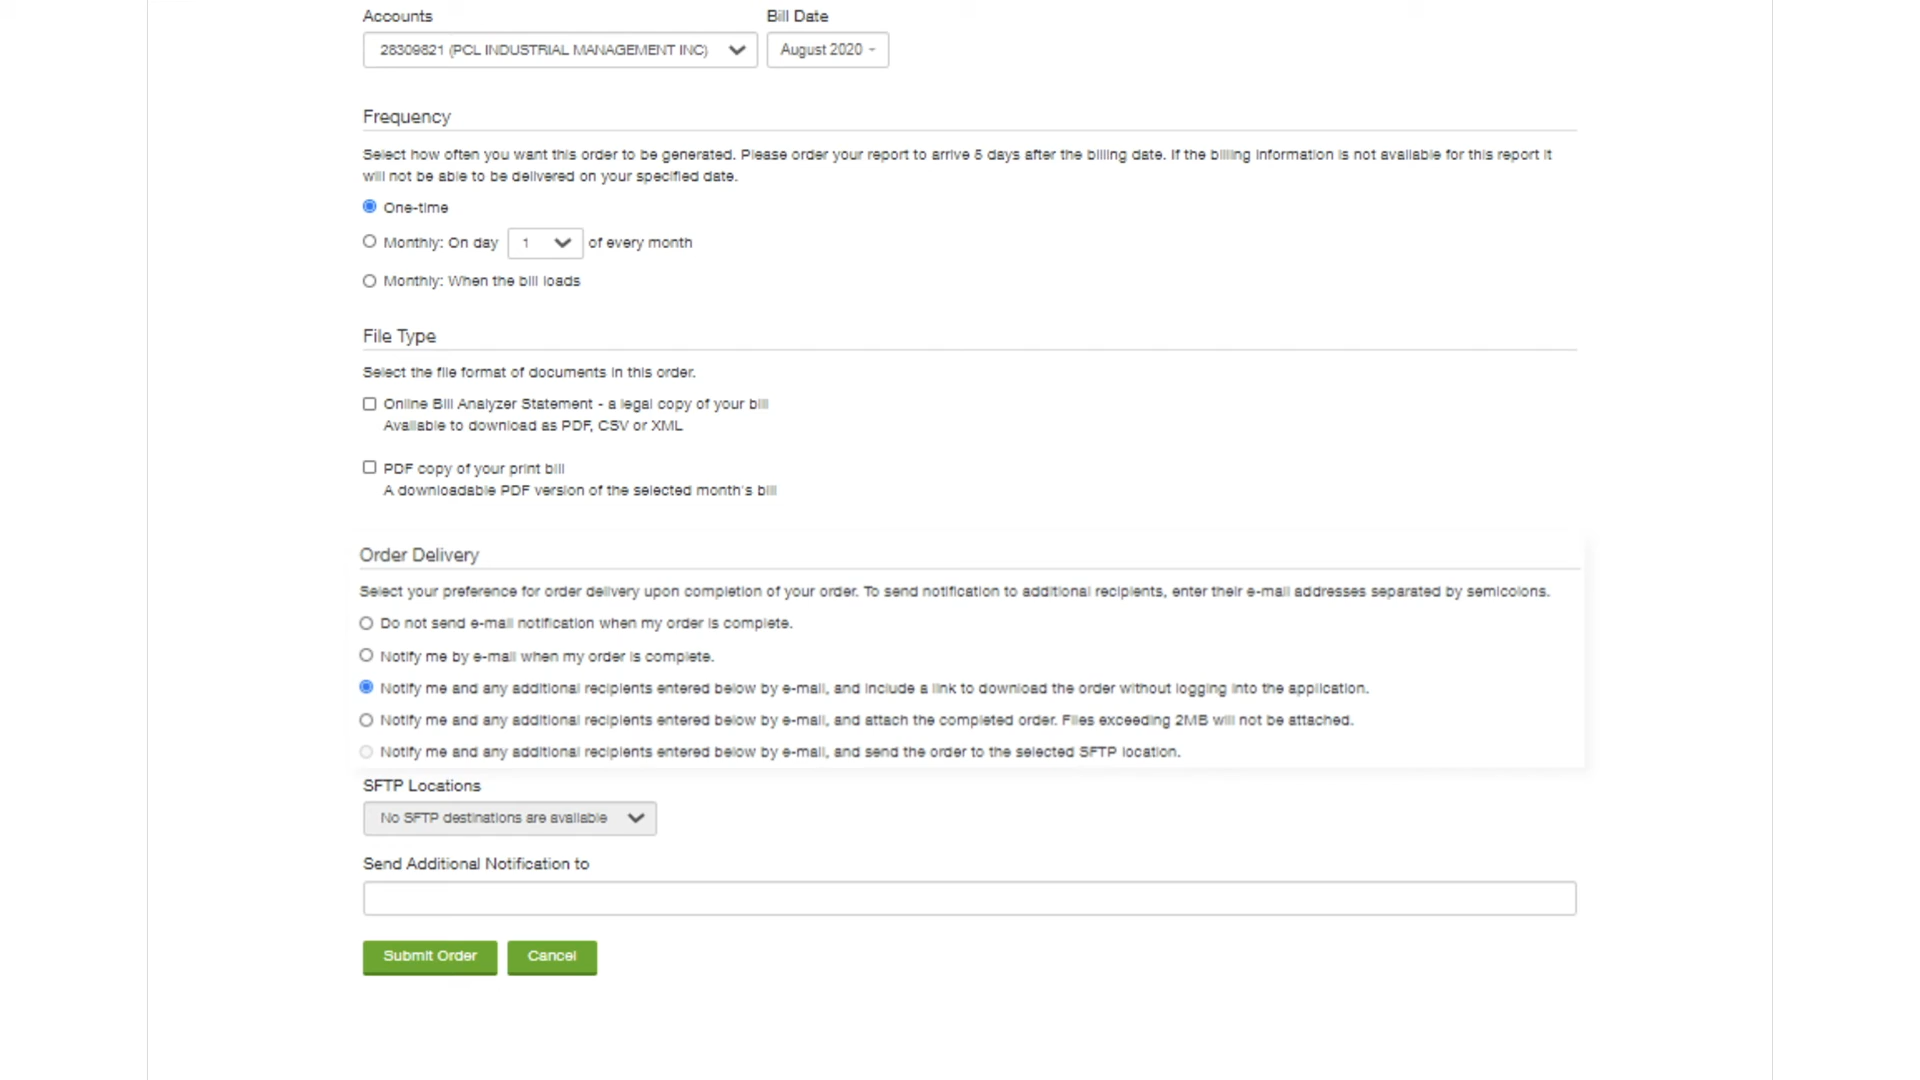 Accounts
Bill Date
28309821 (PCL INDUSTRIAL MANAGEMENT INC)
August 2020
Frequency
Select how often you want this order to be generated. Please order your report to arrive 5 days after the billing date. If the billing information is not available for this report it
will not be able to be delivered on your specified date.
One-time
Monthly: On day 1 of every month
Monthly: When the bill loads
File Type
Select the file format of documents in this order.
Online Bill Analyzer Statement - a legal copy of your bill
Available to download as PDF, CSV or XML
PDF copy of your print bill
A downloadable PDF version of the selected month's bill
Order Delivery
Select your preference for order delivery upon completion of your order. To send notification to additional recipients, enter their e-mail addresses separated by semicolons.
Do not send e-mail notification when my order is complete.
Notify me by e-mail when my order is complete.
Notify me and any additional recipients entered below by e-mail, and include a link to download the order without logging into the application.
Notify me and any additional recipients entered below by e-mail, and attach the completed order. Files exceeding 2MB will not be attached.
Notify me and any additional recipients entered below by e-mail, and send the order to the selected SFTP location.
SFTP Locations
No SFTP destinations are available
Send Additional Notification to
Submit Order
Cancel